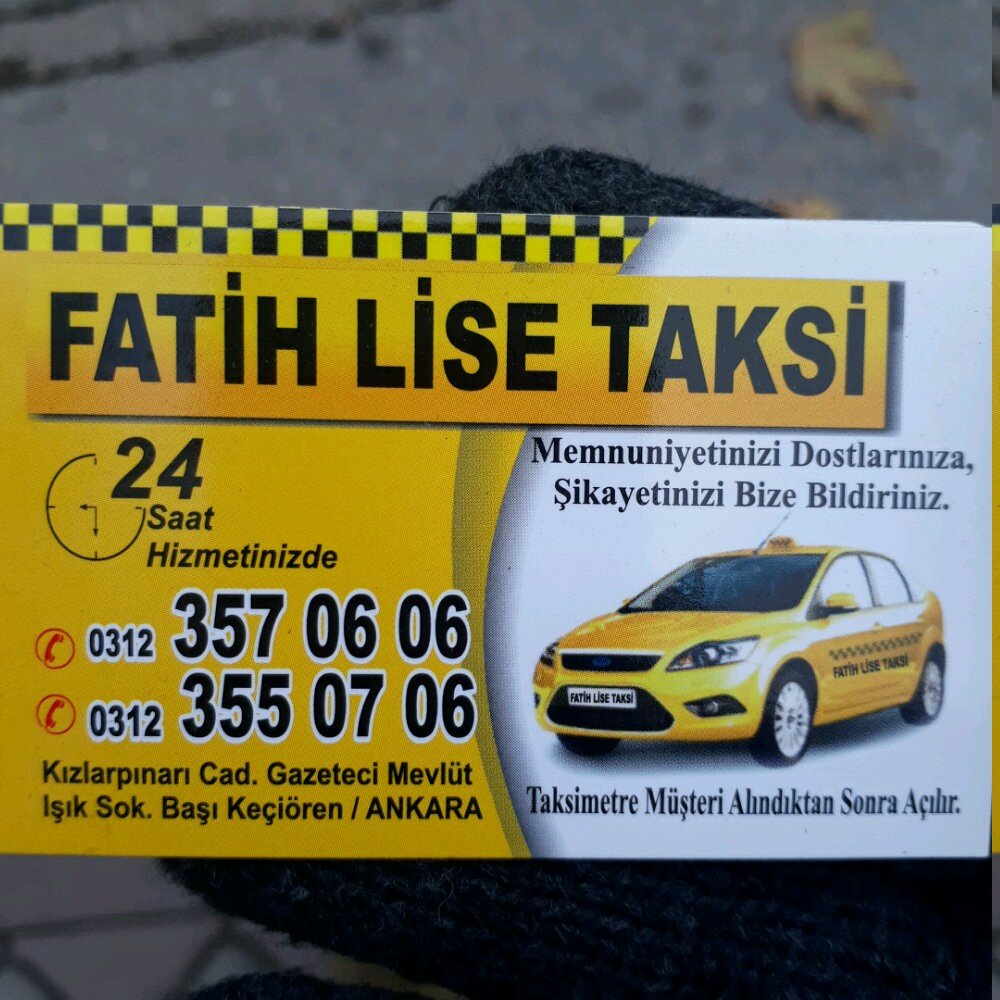 FATİH LİSE TAKSİ
24
Saat
Hizmetinizde
0312 357 06 06
0312 355 07 06
Kızlarpınarı Cad. Gazeteci Mevlüt
Işık Sok. Başı Keçiören / ANKARA
Memnuniyetinizi Dostlarınıza,
Şikayetinizi Bize Bildiriniz.
FATİH LİSE TAKSİ
FATİH LİSE TAKSİ
Taksimetre Müşteri Alındıktan Sonra Açılır.